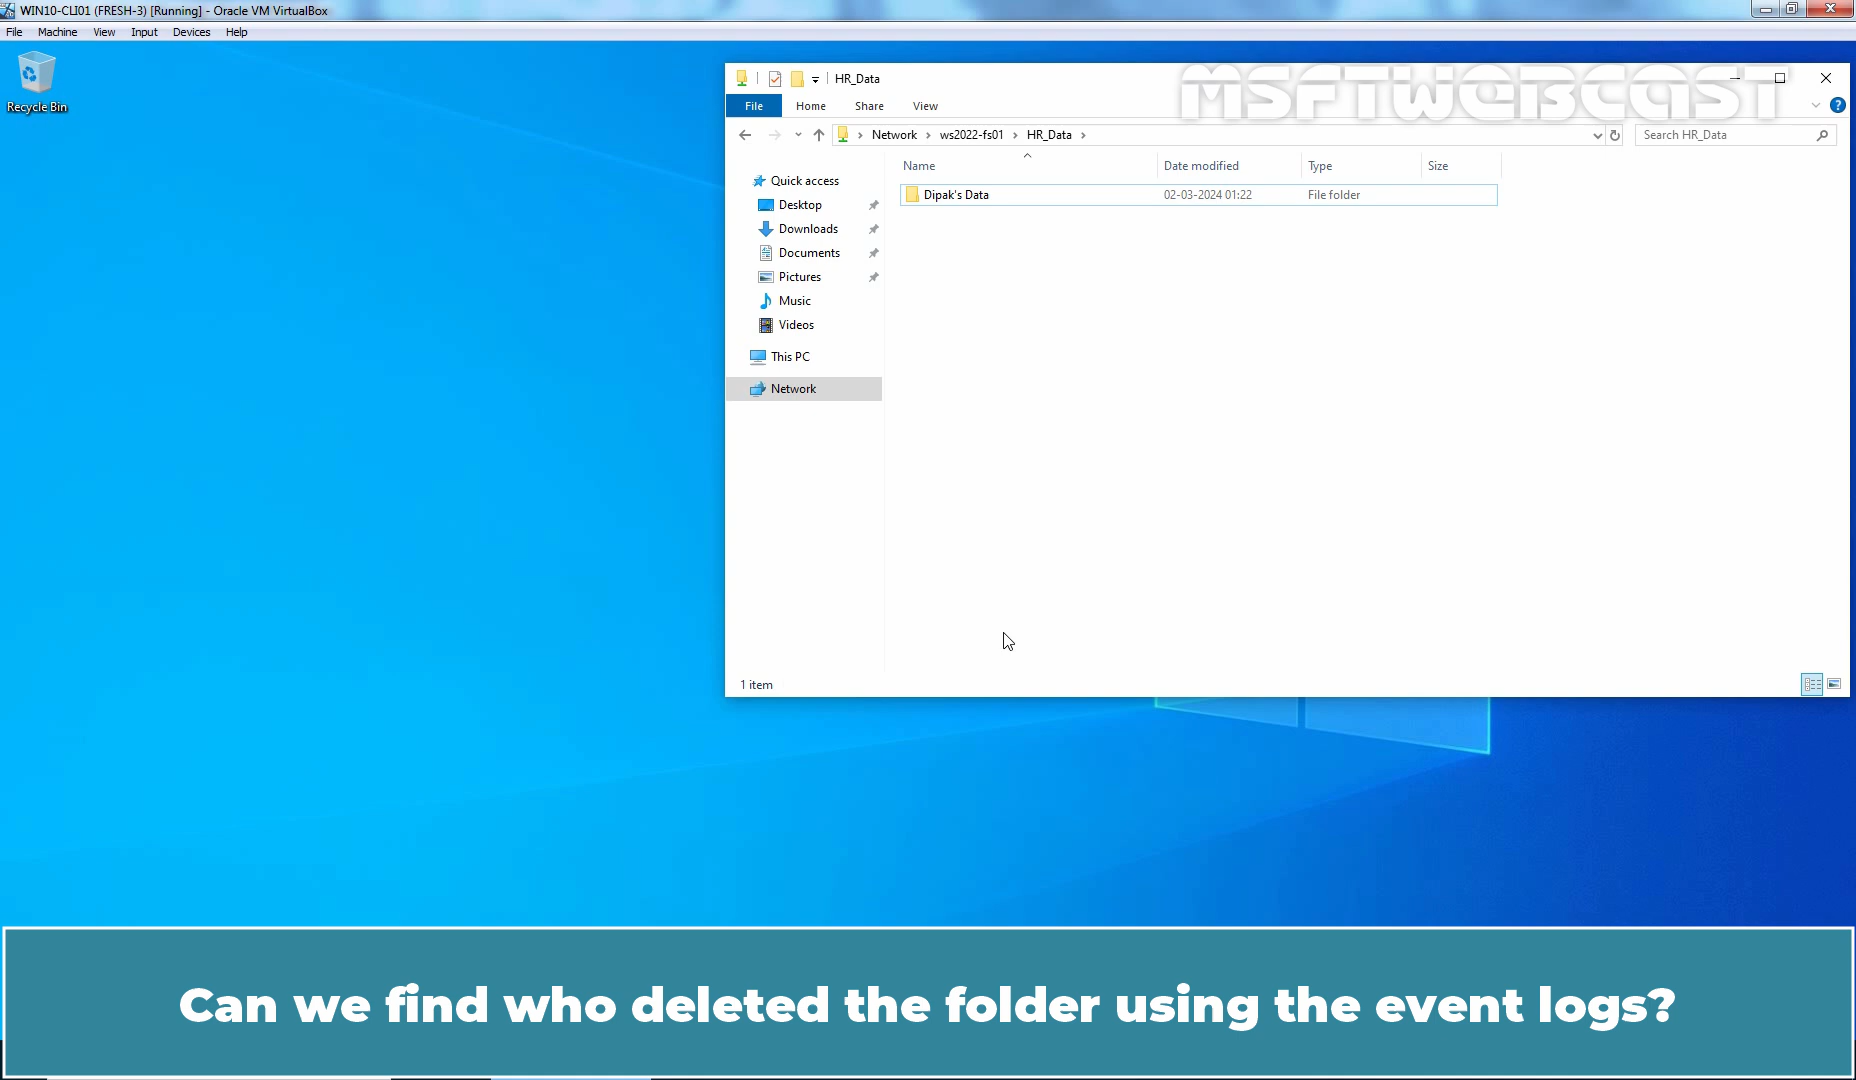 WIN10-CLI01 (FRESH-3) [Running] - Oracle VM VirtualBox
File Machine View Input Devices Help
Recycle Bin
HR_Data
MSFTWEBCAST
File Home Share View
Network ws2022-fs01 HR_Data
Search HR_Data
Name Date modified Type Size
Quick access
Dipak's Data 02-03-2024 01:22 File folder
Desktop
Downloads
Documents
Pictures
Music
Videos
This PC
Network
1 item
Can we find who deleted the folder using the event logs?